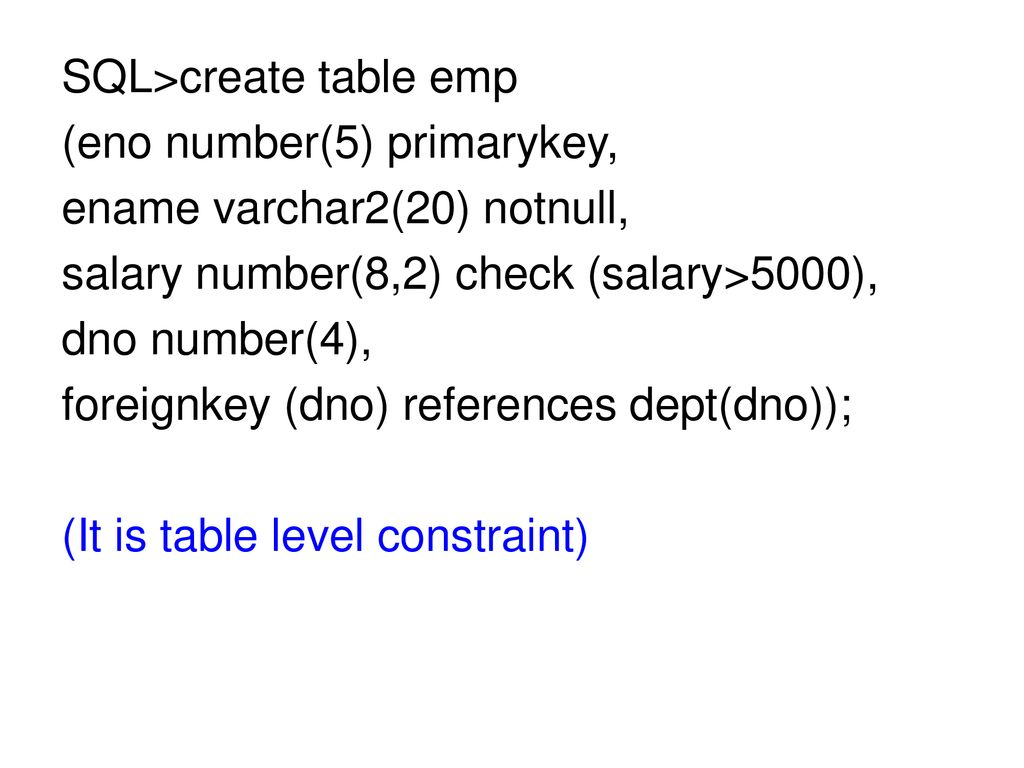 SQL>create table emp
(eno number(5) primarykey,
ename varchar2(20) notnull,
salary number(8,2) check (salary>5000),
dno number(4),
foreignkey (dno) references dept(dno));
(It is table level constraint)